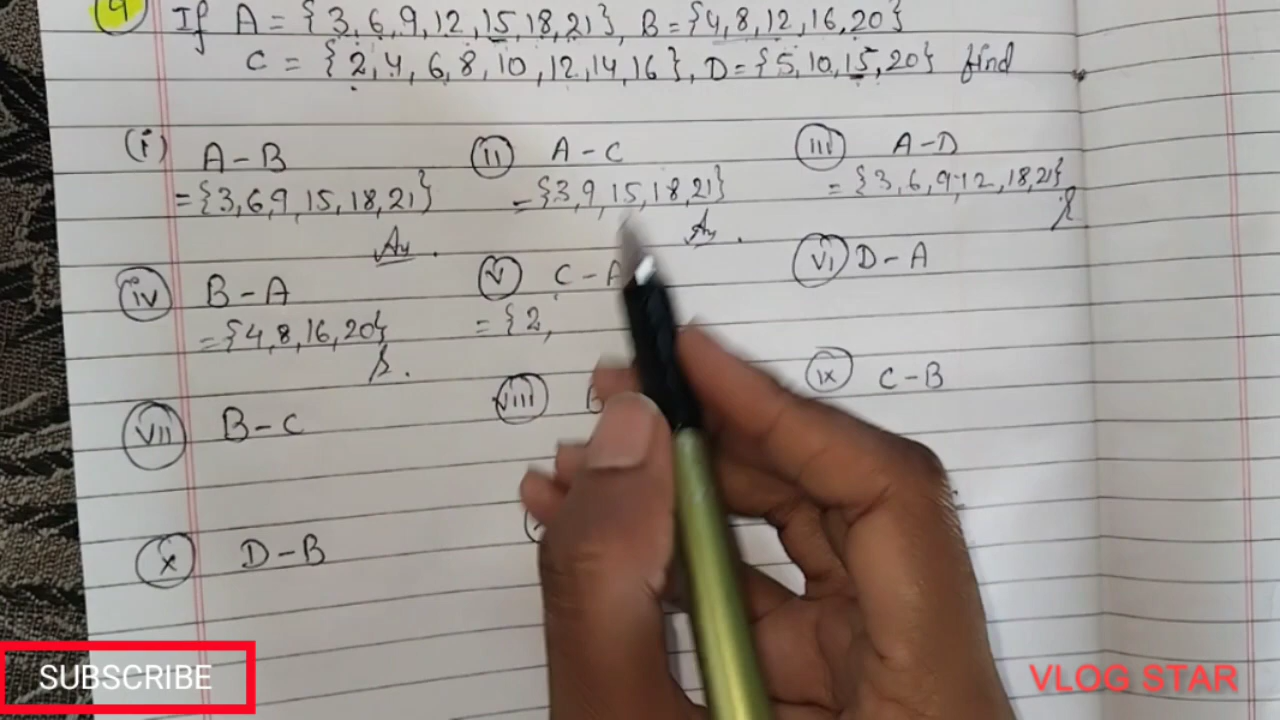 9 If A = {3,6,9,12,15,18,21}, B = {4,8,12,16,20}
C = {2,4,6,8,10,12,14,16}, D = {5,10,15,20} find
(i) A-B (ii) A-C (iii) A-D
={3,6,9,15,18,21} ={3,9,15,18,21} ={3,6,9,12,18,21}
(iv) B-A (v) C-A (vi) D-A
={4,8,16,20} ={2,
(vii) B-C (viii) B (ix) C-B
(x) D-B
SUBSCRIBE
VLOG STAR